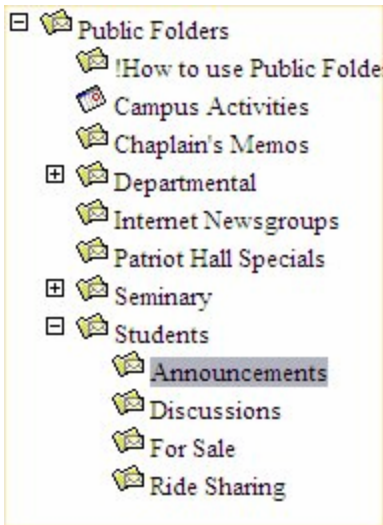 Public Folders
!How to use Public Folde
Campus Activities
Chaplain's Memos
Departmental
Internet Newsgroups
Patriot Hall Specials
Seminary
Students
Announcements
Discussions
For Sale
Ride Sharing